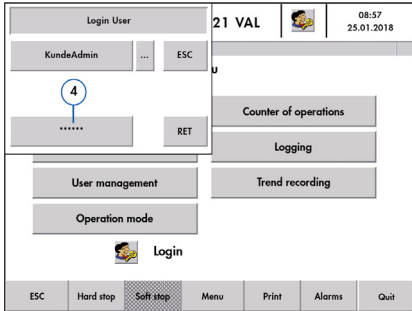 Login User
21 VAL
08:57
25.01.2018
KundeAdmin
...
ESC
u
4
******
RET
Counter of operations
Logging
User management
Trend recording
Operation mode
Login
ESC
Hard stop
Soft stop
Menu
Print
Alarms
Quit